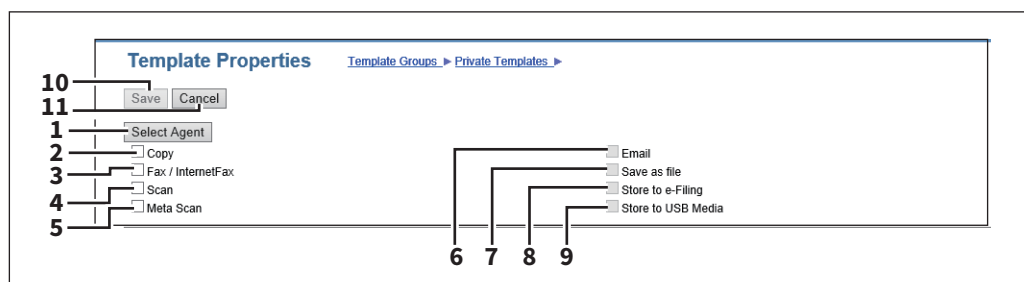 Template Properties Template Groups ▶ Private Templates ▶
10
Save Cancel
11
1 Select Agent
2 Copy Email
3 Fax / InternetFax Save as file
4 Scan Store to e-Filing
5 Meta Scan Store to USB Media
6 7 8 9